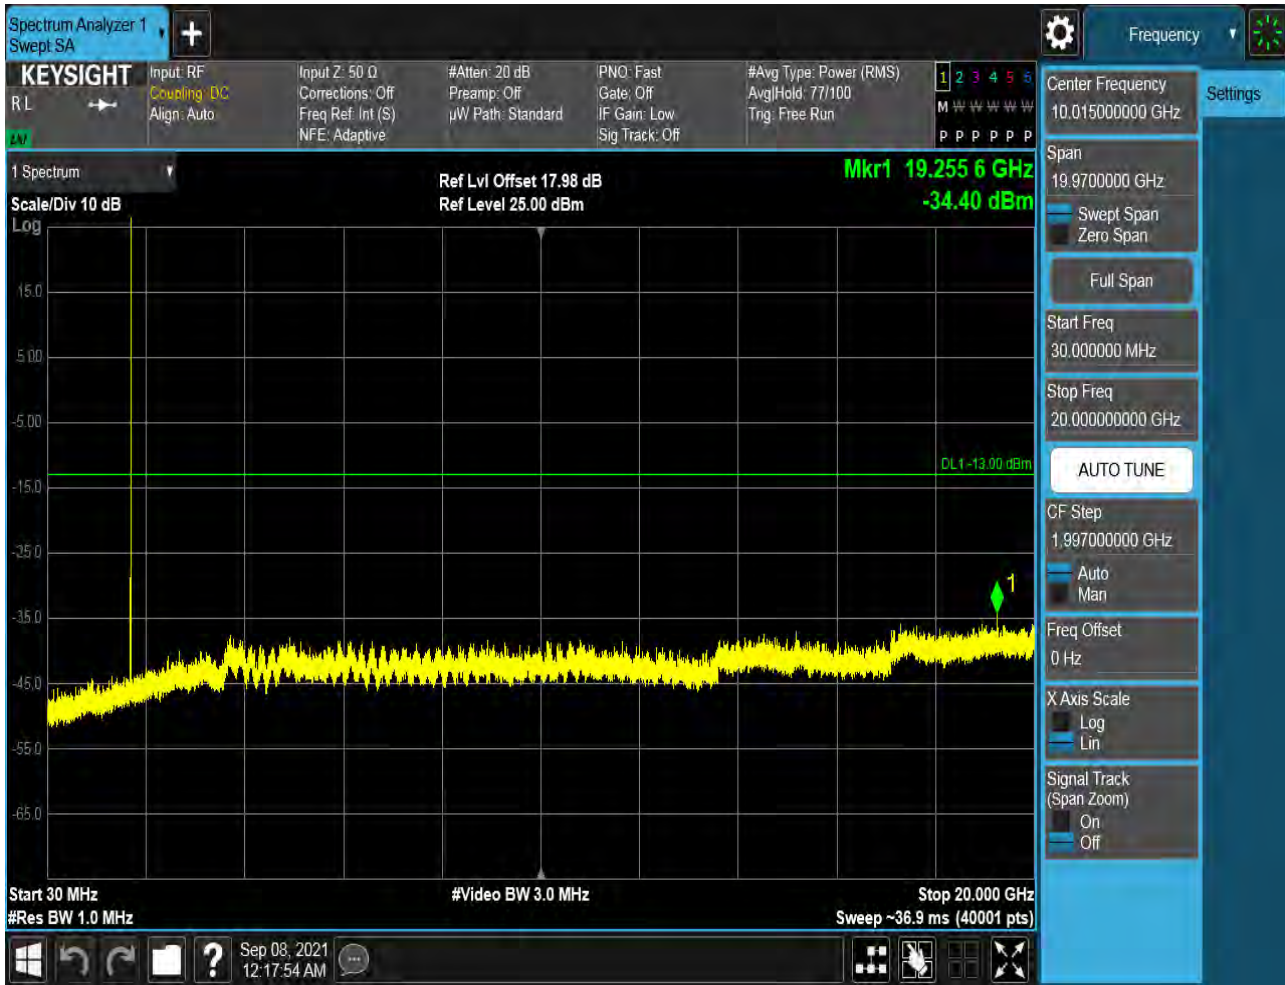 Spectrum Analyzer 1
Swept SA
Frequency
KEYSIGHT
R L
Input: RF
Coupling: DC
Align: Auto
Input Z: 50 Ω
Corrections: Off
Freq Ref: Int (S)
NFE: Adaptive
#Atten: 20 dB
Preamp: Off
µW Path: Standard
PNO: Fast
Gate: Off
IF Gain: Low
Sig Track: Off
#Avg Type: Power (RMS)
Avg|Hold: 77/100
Trig: Free Run
1 2 3 4 5 6
M W W W W W
P P P P P P
1 Spectrum
Scale/Div 10 dB
Log
Ref Lvl Offset 17.98 dB
Ref Level 25.00 dBm
Mkr1 19.255 6 GHz
-34.40 dBm
15.0
5.00
-5.00
-15.0
-25.0
-35.0
-45.0
-55.0
-65.0
DL1 -13.00 dBm
1
Start 30 MHz
#Video BW 3.0 MHz
Stop 20.000 GHz
#Res BW 1.0 MHz
Sweep ~36.9 ms (40001 pts)
Sep 08, 2021
12:17:54 AM
?
Center Frequency
10.015000000 GHz
Settings
Span
19.9700000 GHz
Swept Span
Zero Span
Full Span
Start Freq
30.000000 MHz
Stop Freq
20.000000000 GHz
AUTO TUNE
CF Step
1.997000000 GHz
Auto
Man
Freq Offset
0 Hz
X Axis Scale
Log
Lin
Signal Track
(Span Zoom)
On
Off